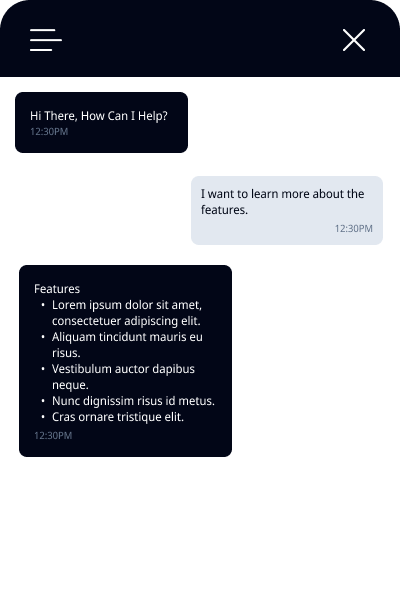 Hi There, How Can I Help?
12:30PM
I want to learn more about the
features.
12:30PM
Features
• Lorem ipsum dolor sit amet,
consectetuer adipiscing elit.
• Aliquam tincidunt mauris eu
risus.
• Vestibulum auctor dapibus
neque.
• Nunc dignissim risus id metus.
• Cras ornare tristique elit.
12:30PM